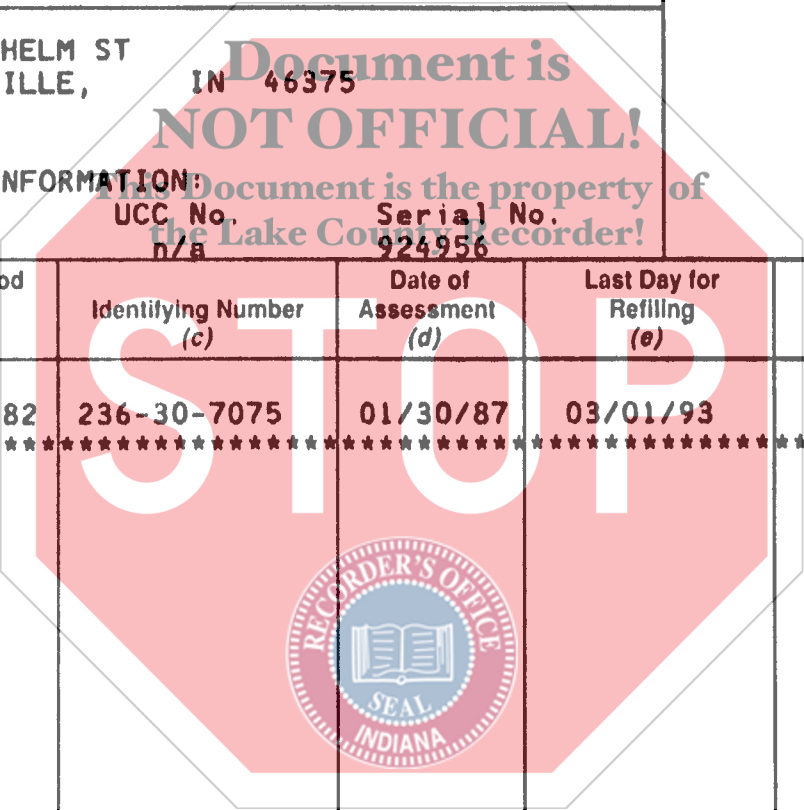 HELM ST
ILLE, IN 46375
Document is
NOT OFFICIAL!
This Document is the property of
the Lake County Recorder!
NFORMATION:
UCC No. Serial No.
n/a 924956
od Identifying Number (c) Date of Assessment (d) Last Day for Refiling (e)
82 236-30-7075 01/30/87 03/01/93
**********************************************
STOP
RECORDER'S OFFICE
SEAL
INDIANA